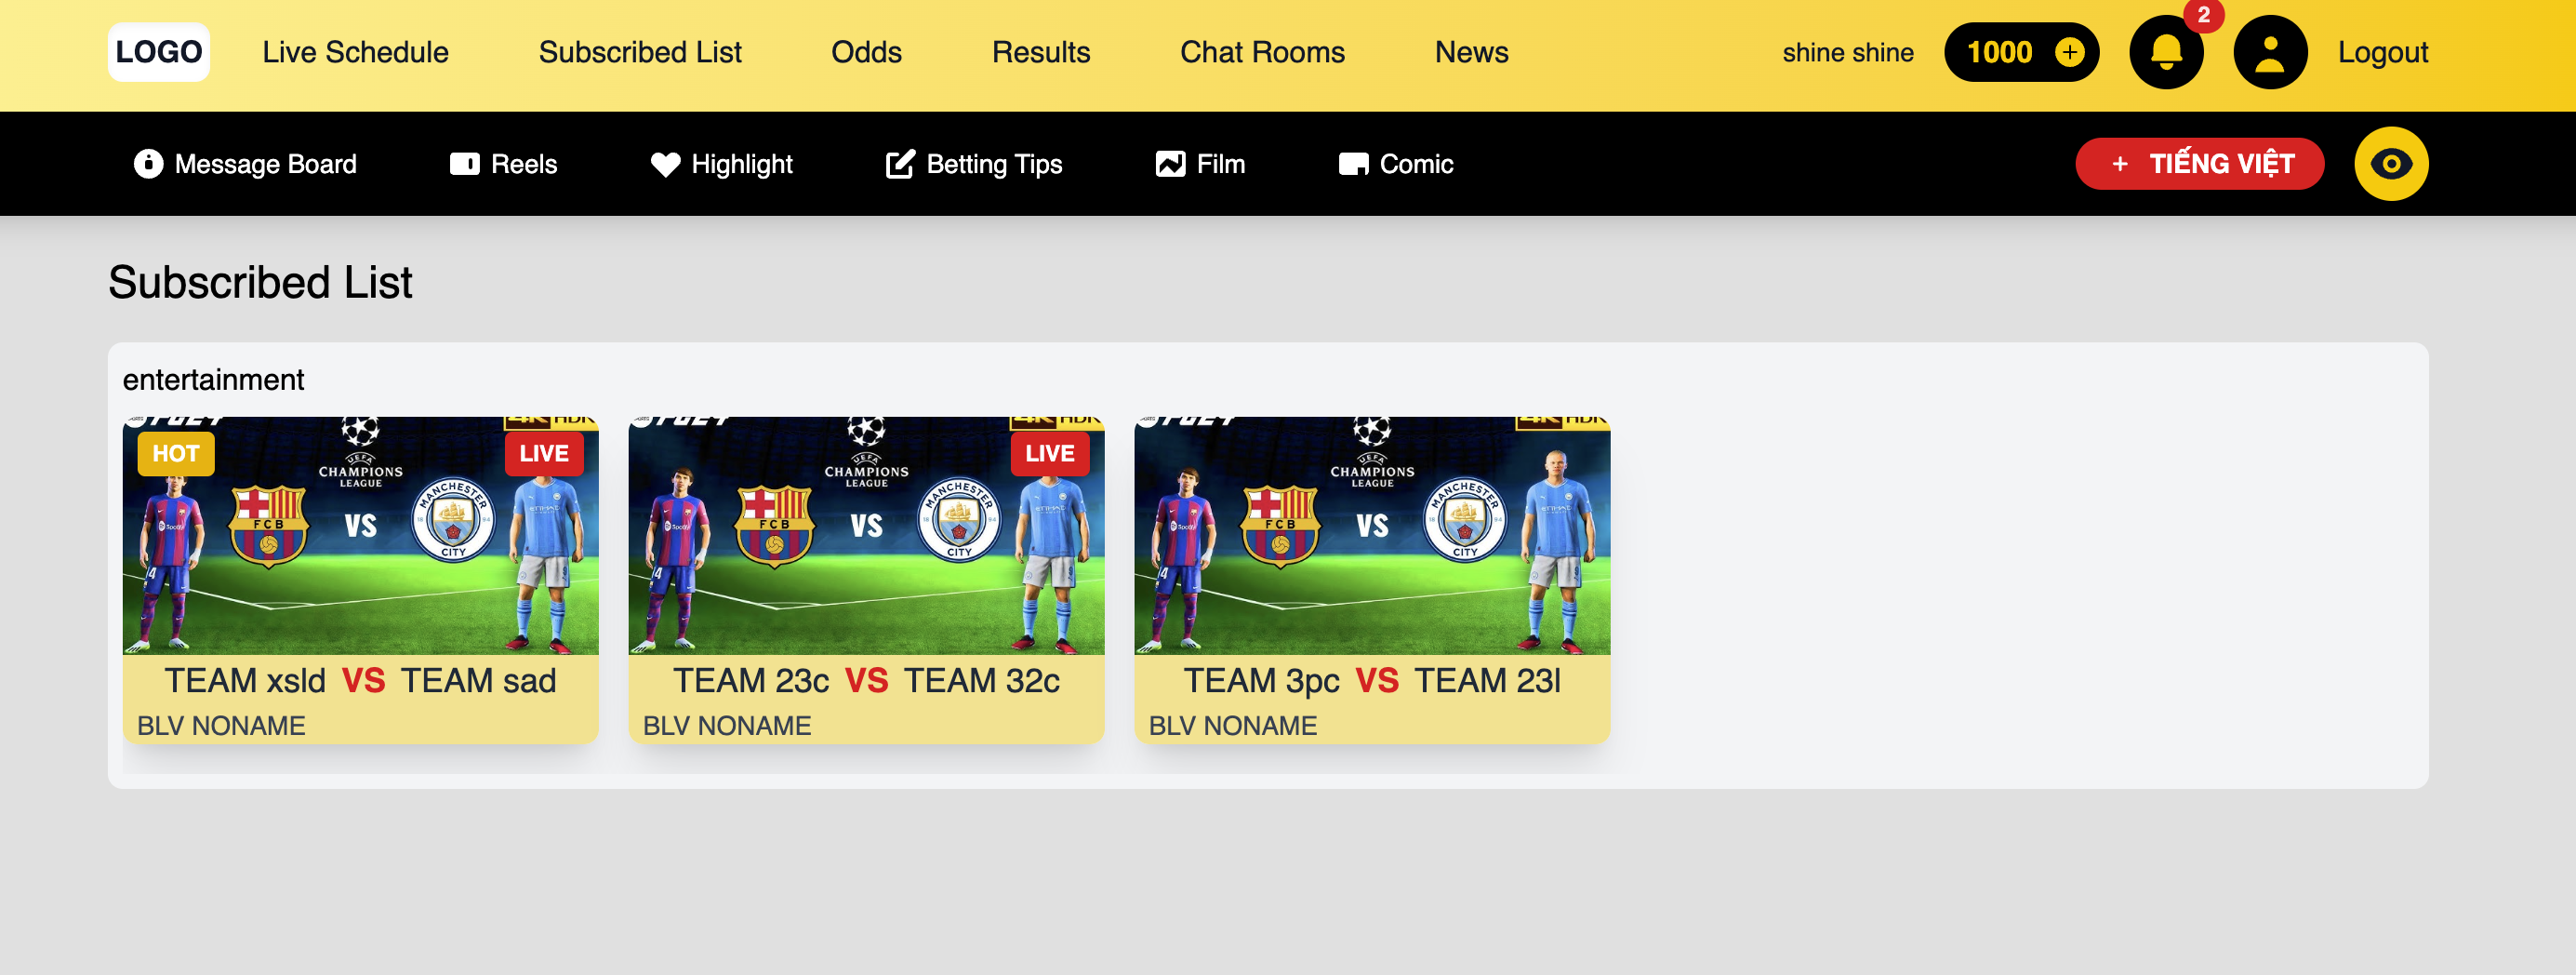 LOGO Live Schedule Subscribed List Odds Results Chat Rooms News shine shine 1000 + 2 Logout
Message Board Reels Highlight Betting Tips Film Comic + TIẾNG VIỆT
Subscribed List
entertainment
HOT LIVE
UEFA
CHAMPIONS
LEAGUE
FCB VS MANCHESTER CITY
TEAM xsld VS TEAM sad
BLV NONAME
LIVE
UEFA
CHAMPIONS
LEAGUE
FCB VS MANCHESTER CITY
TEAM 23c VS TEAM 32c
BLV NONAME
UEFA
CHAMPIONS
LEAGUE
FCB VS MANCHESTER CITY
TEAM 3pc VS TEAM 23l
BLV NONAME